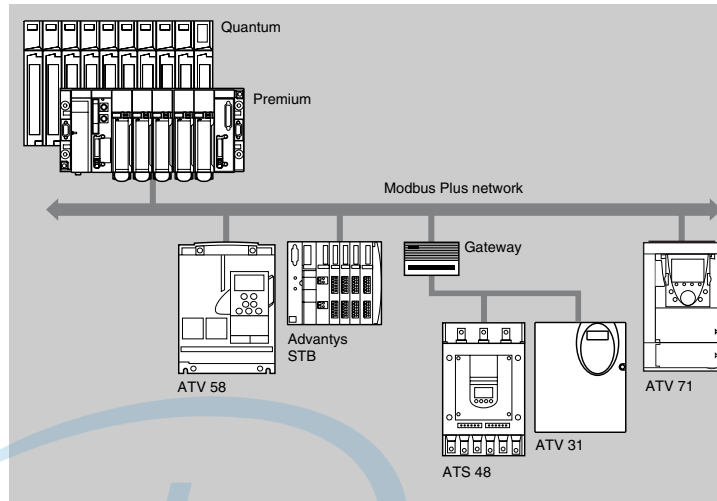 Quantum
Premium
Modbus Plus network
Gateway
Advantys
STB
ATV 58
ATV 71
ATV 31
ATS 48